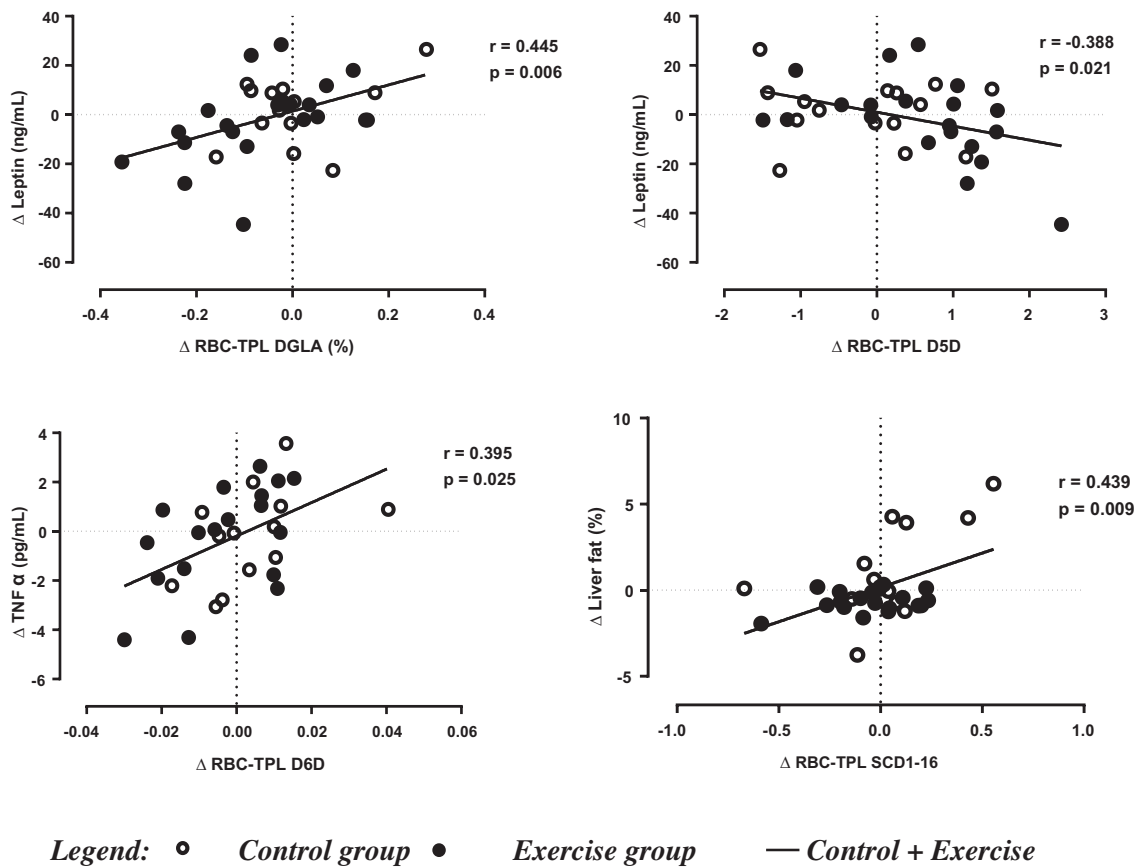 40
20
0
-20
-40
-60
Δ Leptin (ng/mL)
r = 0.445
p = 0.006
-0.4
-0.2
0.0
0.2
0.4
Δ RBC-TPL DGLA (%)
40
20
0
-20
-40
-60
Δ Leptin (ng/mL)
r = -0.388
p = 0.021
-2
-1
0
1
2
3
Δ RBC-TPL D5D
4
2
0
-2
-4
-6
Δ TNF α (pg/mL)
r = 0.395
p = 0.025
-0.04
-0.02
0.00
0.02
0.04
0.06
Δ RBC-TPL D6D
10
5
0
-5
Δ Liver fat (%)
r = 0.439
p = 0.009
-1.0
-0.5
0.0
0.5
1.0
Δ RBC-TPL SCD1-16
Legend: Control group Exercise group Control + Exercise